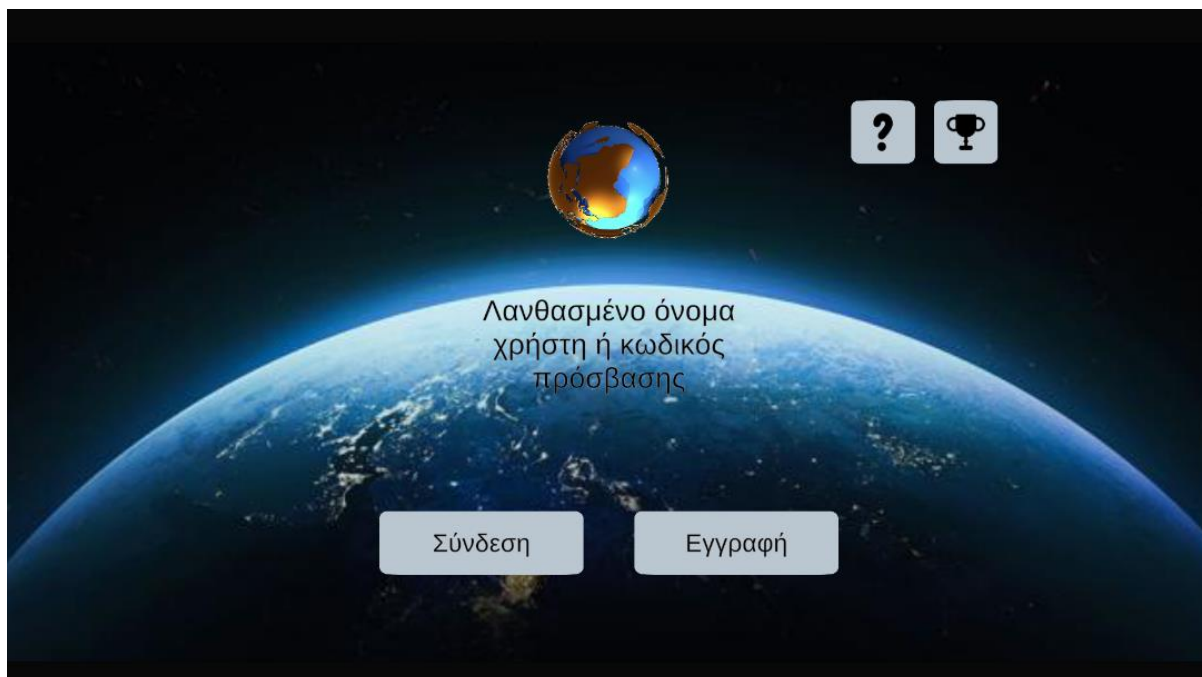 ?
Λανθασμένο όνομα
χρήστη ή κωδικός
πρόσβασης
Σύνδεση
Εγγραφή